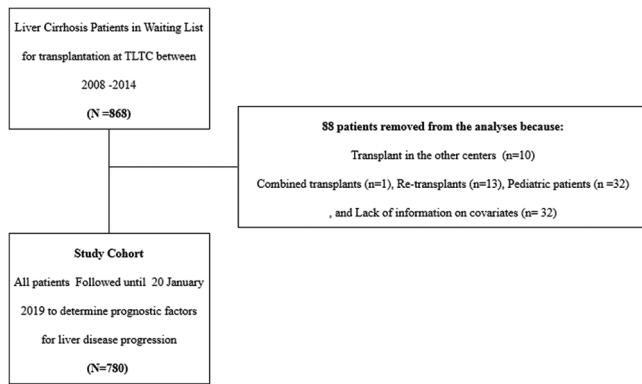 Liver Cirrhosis Patients in Waiting List
for transplantation at TLTC between
2008 -2014
(N =868)
88 patients removed from the analyses because:
Transplant in the other centers (n=10)
Combined transplants (n=1), Re-transplants (n=13), Pediatric patients (n =32)
, and Lack of information on covariates (n= 32)
Study Cohort
All patients Followed until 20 January
2019 to determine prognostic factors
for liver disease progression
(N=780)